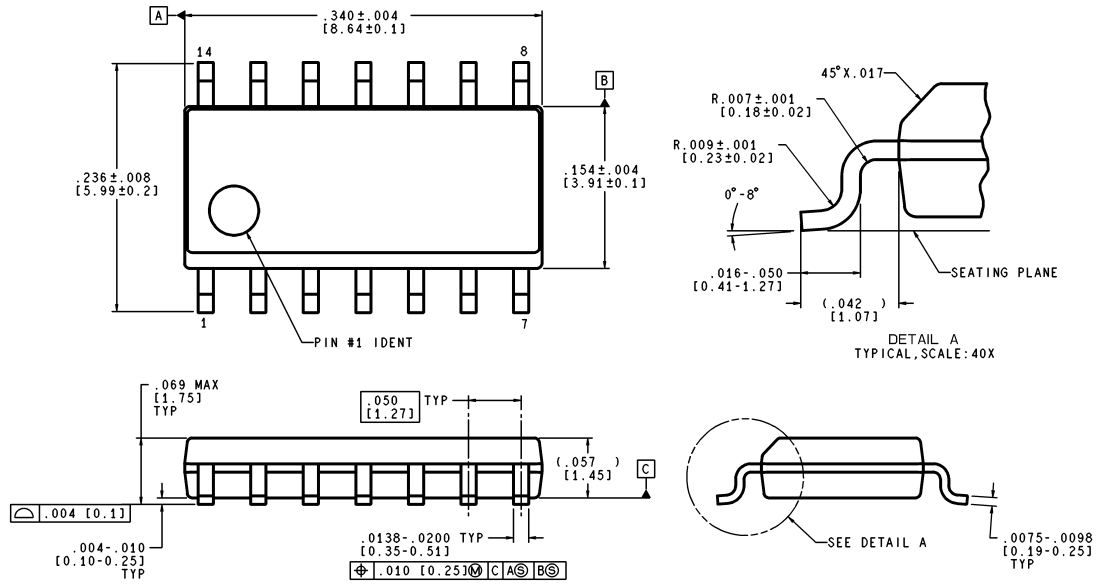 A
.340±.004
[8.64±0.1]
14
8
B
.236±.008
[5.99±0.2]
.154±.004
[3.91±0.1]
1
7
PIN #1 IDENT
45°X.017
R.007±.001
[0.18±0.02]
R.009±.001
[0.23±0.02]
0°-8°
.016-.050
[0.41-1.27]
(.042 )
[1.07]
SEATING PLANE
DETAIL A
TYPICAL, SCALE: 40X
.069 MAX
[1.75]
TYP
.050 TYP
[1.27]
(.057 )
[1.45]
C
⌓ .004 [0.1]
.004-.010
[0.10-0.25]
TYP
.0138-.0200 TYP
[0.35-0.51]
⌖ .010 [0.25]Ⓜ C AⓈ BⓈ
SEE DETAIL A
.0075-.0098
[0.19-0.25]
TYP